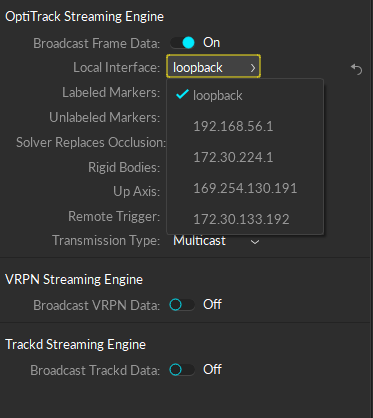 OptiTrack Streaming Engine
Broadcast Frame Data: On
Local Interface: loopback
Labeled Markers: loopback
192.168.56.1
Unlabeled Markers:
Solver Replaces Occlusion: 172.30.224.1
Rigid Bodies:
Up Axis: 169.254.130.191
Remote Trigger: 172.30.133.192
Transmission Type: Multicast
VRPN Streaming Engine
Broadcast VRPN Data: Off
Trackd Streaming Engine
Broadcast Trackd Data: Off